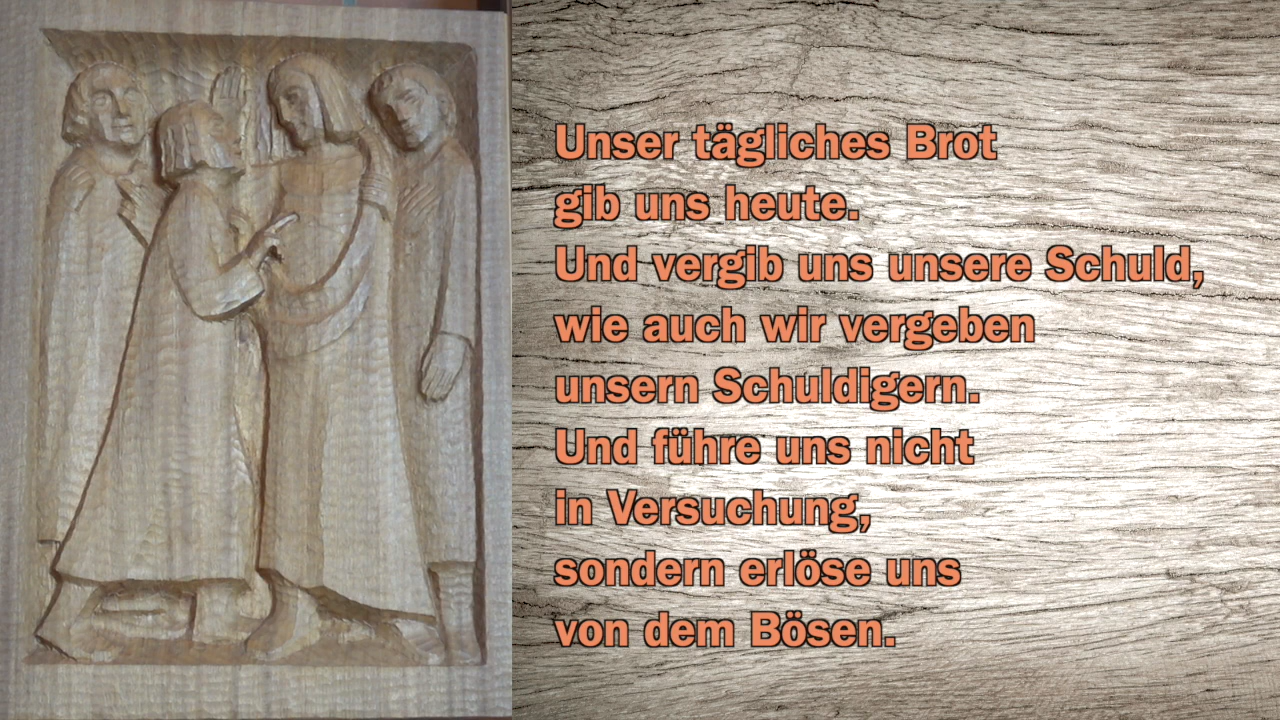 Unser tägliches Brot
gib uns heute.
Und vergib uns unsere Schuld,
wie auch wir vergeben
unsern Schuldigern.
Und führe uns nicht
in Versuchung,
sondern erlöse uns
von dem Bösen.